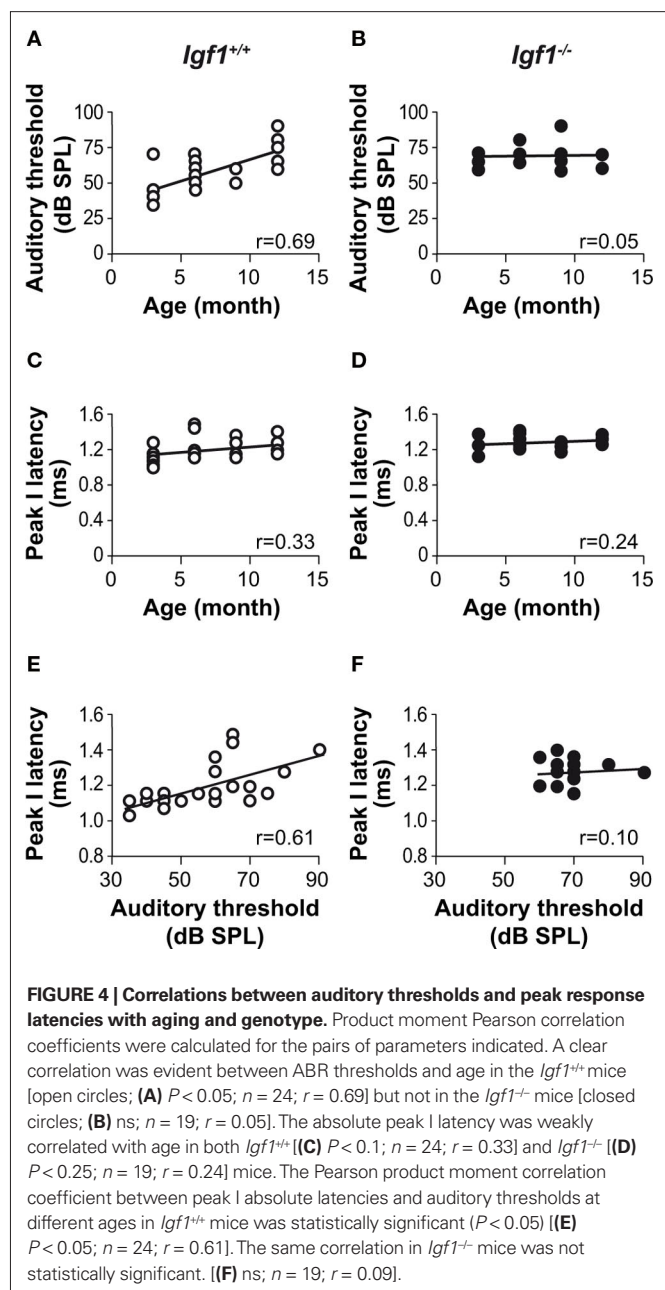 A
Igf1+/+
B
Igf1-/-
Auditory threshold
(dB SPL)
100
75
50
25
0
r=0.69
0
5
10
15
Age (month)
Auditory threshold
(dB SPL)
100
75
50
25
0
r=0.05
0
5
10
15
Age (month)
C
D
Peak I latency
(ms)
1.6
1.2
0.8
0.4
0
r=0.33
0
5
10
15
Age (month)
Peak I latency
(ms)
1.6
1.2
0.8
0.4
0
r=0.24
0
5
10
15
Age (month)
E
F
Peak I latency
(ms)
1.6
1.4
1.2
1.0
0.8
r=0.61
30
50
70
90
Auditory threshold
(dB SPL)
Peak I latency
(ms)
1.6
1.4
1.2
1.0
0.8
r=0.10
30
50
70
90
Auditory threshold
(dB SPL)
FIGURE 4 | Correlations between auditory thresholds and peak response
latencies with aging and genotype. Product moment Pearson correlation
coefficients were calculated for the pairs of parameters indicated. A clear
correlation was evident between ABR thresholds and age in the Igf1+/+ mice
[open circles; (A) P < 0.05; n = 24; r = 0.69] but not in the Igf1–/– mice [closed
circles; (B) ns; n = 19; r = 0.05]. The absolute peak I latency was weakly
correlated with age in both Igf1+/+ [(C) P < 0.1; n = 24; r = 0.33] and Igf1–/– [(D)
P < 0.25; n = 19; r = 0.24] mice. The Pearson product moment correlation
coefficient between peak I absolute latencies and auditory thresholds at
different ages in Igf1+/+ mice was statistically significant (P < 0.05) [(E)
P < 0.05; n = 24; r = 0.61]. The same correlation in Igf1–/– mice was not
statistically significant. [(F) ns; n = 19; r = 0.09].